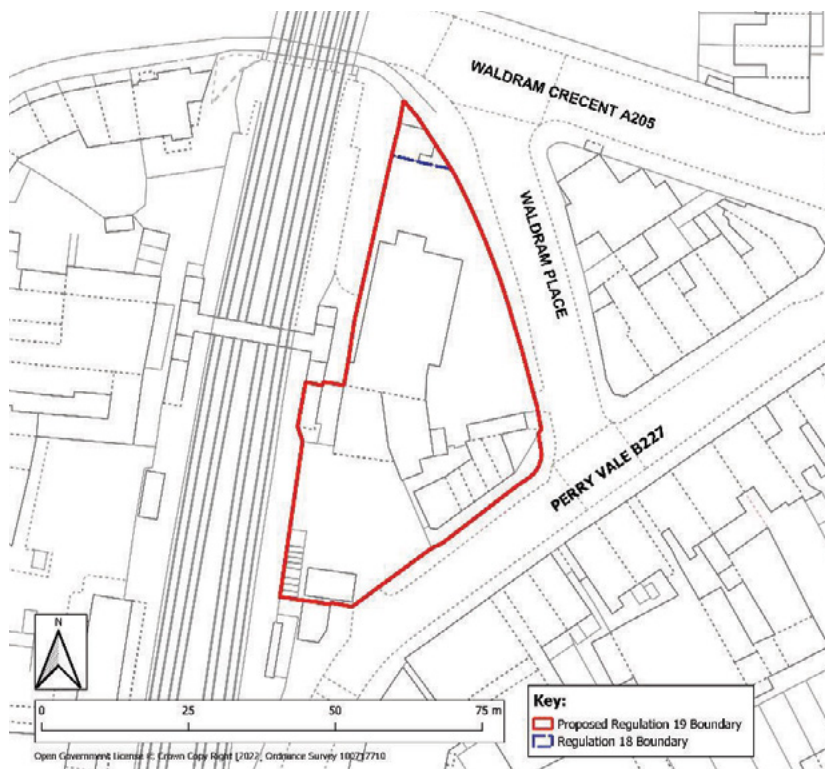 WALDRAM CRECENT A205
WALDRAM PLACE
PERRY VALE B227
N
0 25 50 75 m
Key:
Proposed Regulation 19 Boundary
Regulation 18 Boundary
Open Government License © Crown Copy Right [2022] Ordnance Survey 100717710